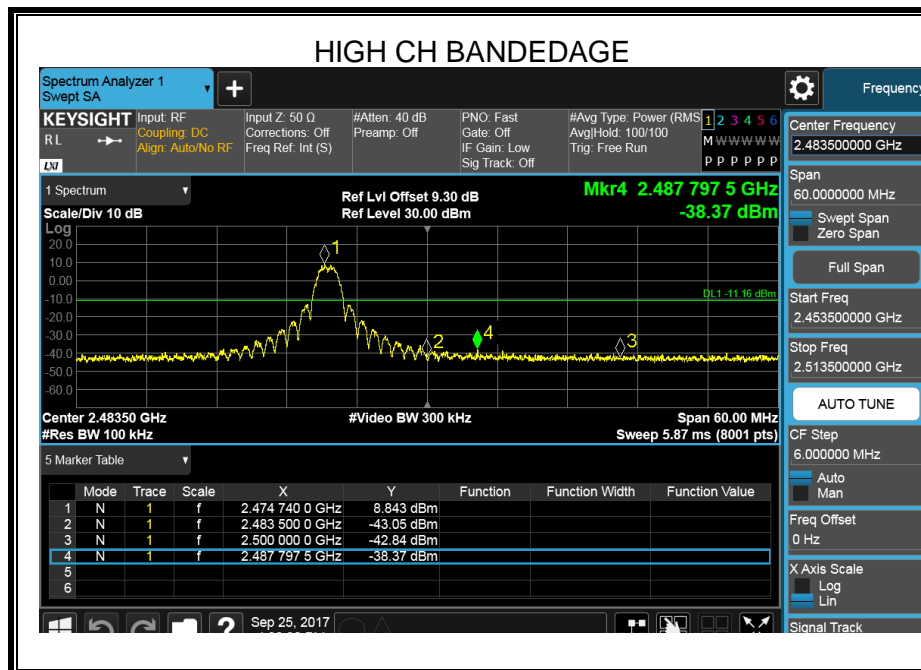 HIGH CH BANDEDAGE
Spectrum Analyzer 1
Swept SA
+
Frequency
KEYSIGHT
RL
LXI
Input: RF
Coupling: DC
Align: Auto/No RF
Input Z: 50 Ω
Corrections: Off
Freq Ref: Int (S)
#Atten: 40 dB
Preamp: Off
PNO: Fast
Gate: Off
IF Gain: Low
Sig Track: Off
#Avg Type: Power (RMS
Avg|Hold: 100/100
Trig: Free Run
1 2 3 4 5 6
M W W W W W
P P P P P P
1 Spectrum
Scale/Div 10 dB
Ref Lvl Offset 9.30 dB
Ref Level 30.00 dBm
Mkr4 2.487 797 5 GHz
-38.37 dBm
Log
20.0
10.0
0.00
-10.0
-20.0
-30.0
-40.0
-50.0
-60.0
1
2
4
3
DL1 -11.16 dBm
Center 2.48350 GHz
#Res BW 100 kHz
#Video BW 300 kHz
Span 60.00 MHz
Sweep 5.87 ms (8001 pts)
5 Marker Table
Mode Trace Scale X Y Function Function Width Function Value
1 N 1 f 2.474 740 0 GHz 8.843 dBm
2 N 1 f 2.483 500 0 GHz -43.05 dBm
3 N 1 f 2.500 000 0 GHz -42.84 dBm
4 N 1 f 2.487 797 5 GHz -38.37 dBm
5
6
?
Sep 25, 2017
Center Frequency
2.483500000 GHz
Span
60.0000000 MHz
Swept Span
Zero Span
Full Span
Start Freq
2.453500000 GHz
Stop Freq
2.513500000 GHz
AUTO TUNE
CF Step
6.000000 MHz
Auto
Man
Freq Offset
0 Hz
X Axis Scale
Log
Lin
Signal Track